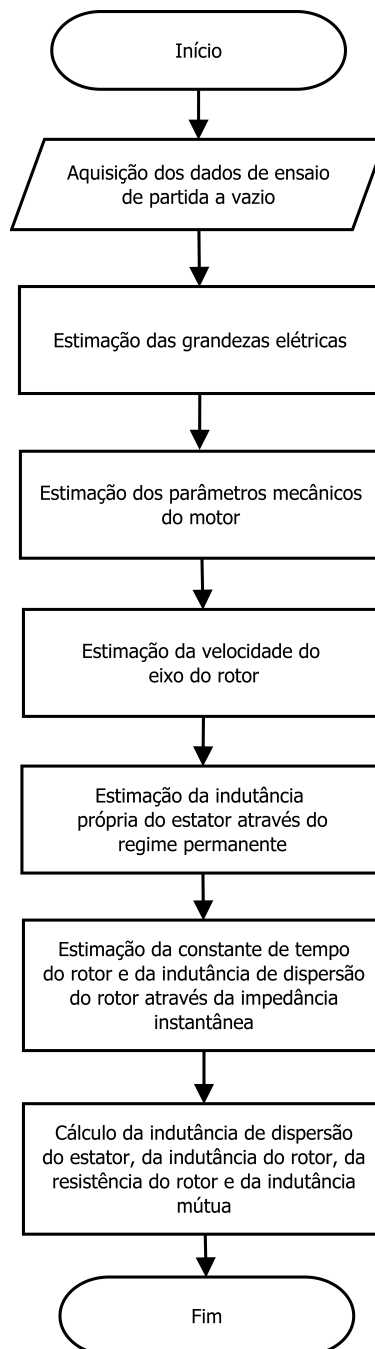 Início
Aquisição dos dados de ensaio
de partida a vazio
Estimação das grandezas elétricas
Estimação dos parâmetros mecânicos
do motor
Estimação da velocidade do
eixo do rotor
Estimação da indutância
própria do estator através do
regime permanente
Estimação da constante de tempo
do rotor e da indutância de dispersão
do rotor através da impedância
instantânea
Cálculo da indutância de dispersão
do estator, da indutância do rotor, da
resistência do rotor e da indutância
mútua
Fim